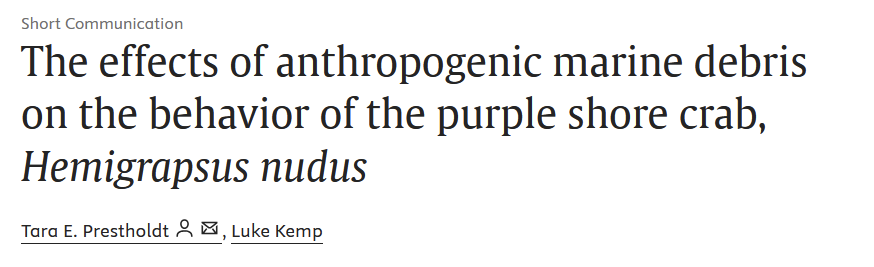 Short Communication
The effects of anthropogenic marine debris
on the behavior of the purple shore crab,
Hemigrapsus nudus
Tara E. Prestholdt , Luke Kemp